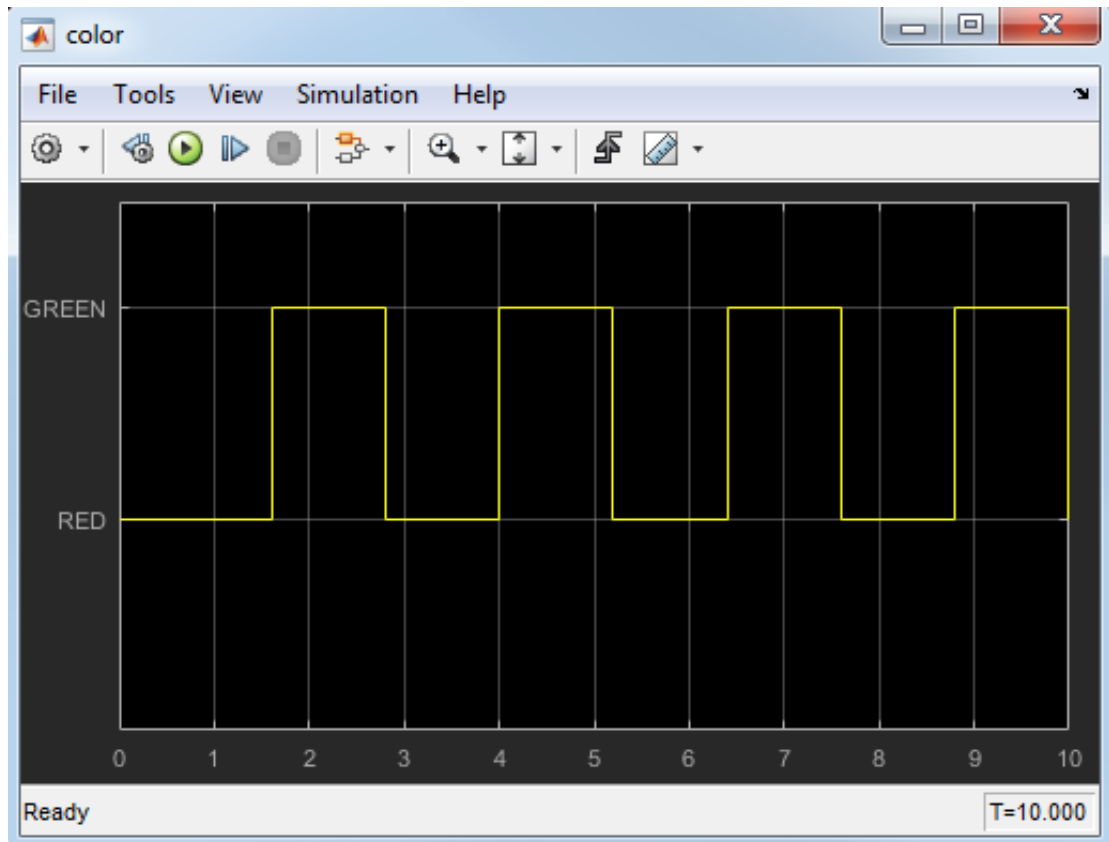 color
File Tools View Simulation Help
GREEN
RED
0 1 2 3 4 5 6 7 8 9 10
Ready T=10.000